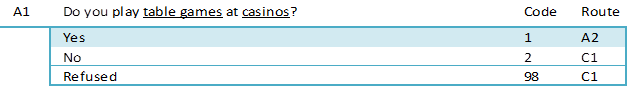 A1 Do you play table games at casinos? Code Route
Yes 1 A2
No 2 C1
Refused 98 C1